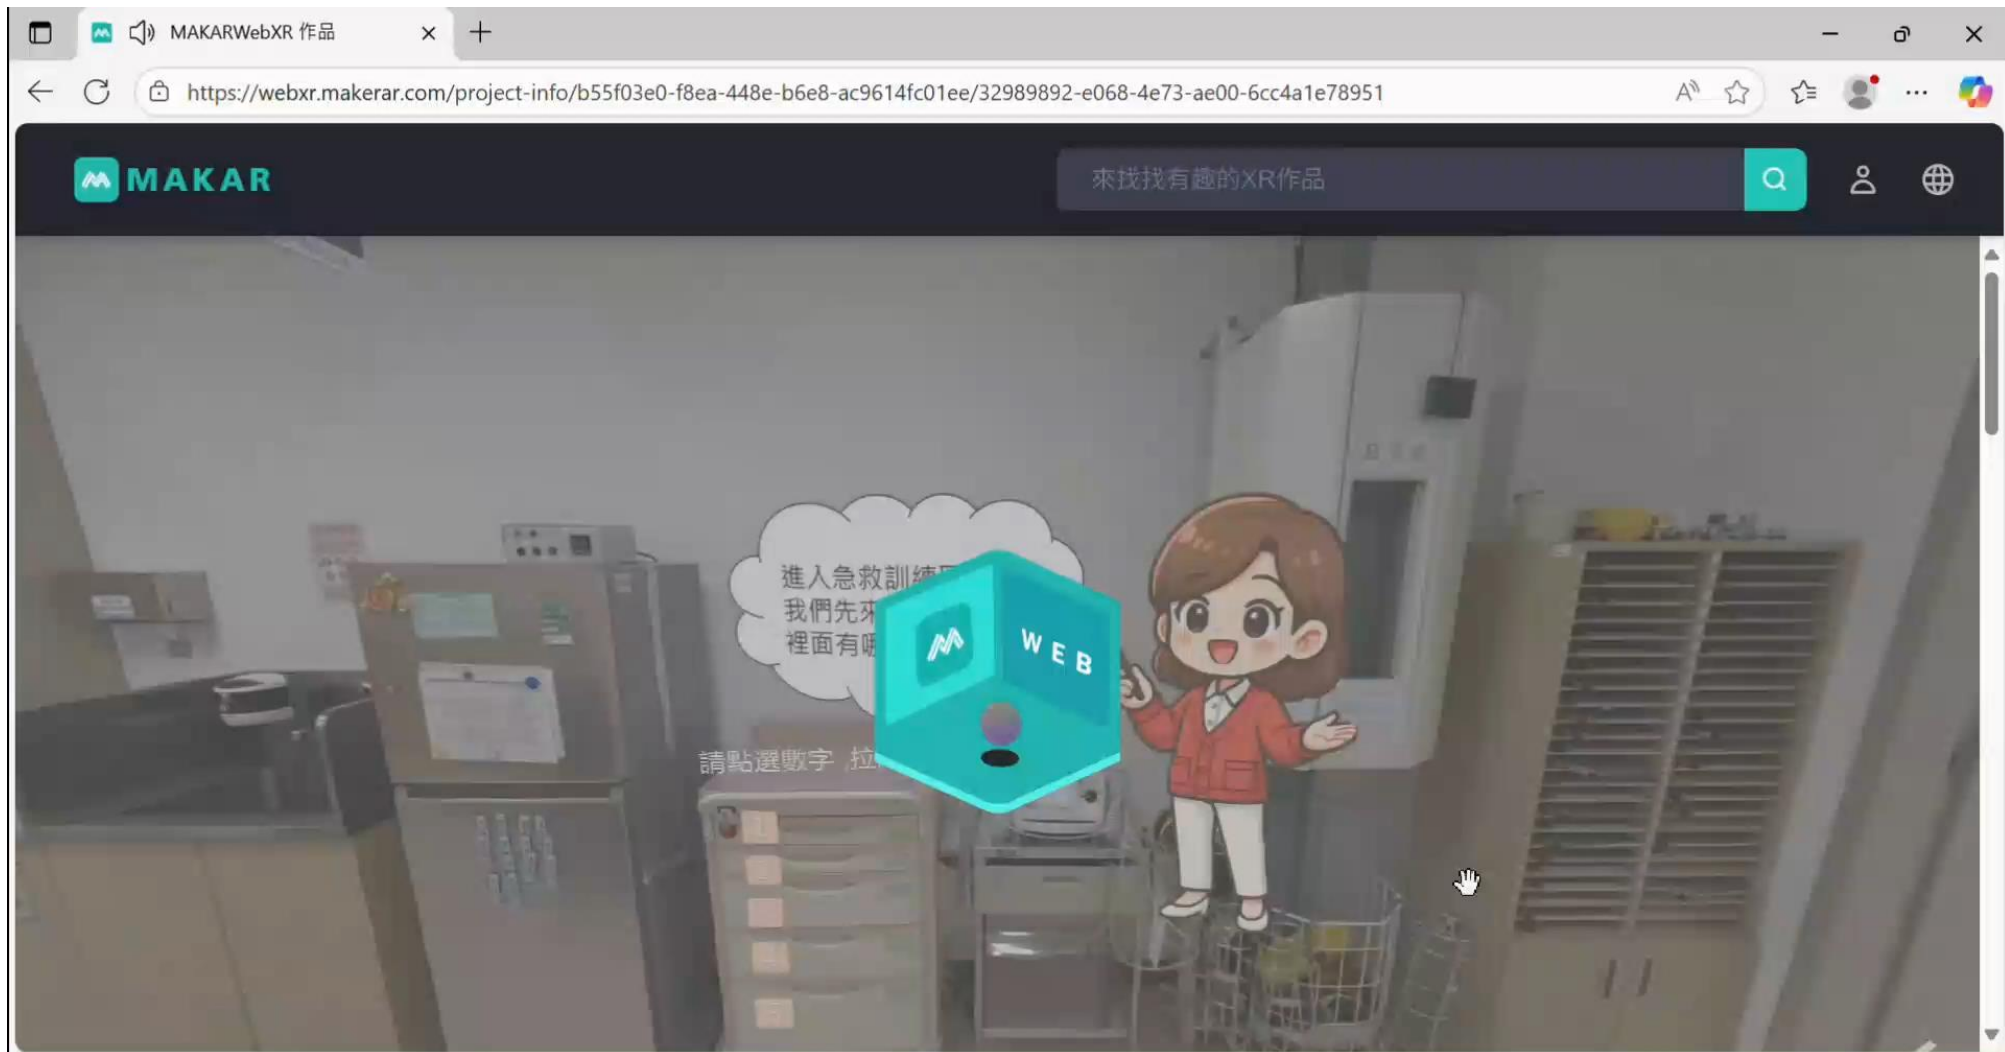 MAKARWebXR 作品
https://webxr.makerar.com/project-info/b55f03e0-f8ea-448e-b6e8-ac9614fc01ee/32989892-e068-4e73-ae00-6cc4a1e78951
MAKAR
來找找有趣的XR作品
進入急救訓練
我們先來
裡面有哪
WEB
請點選數字 拉